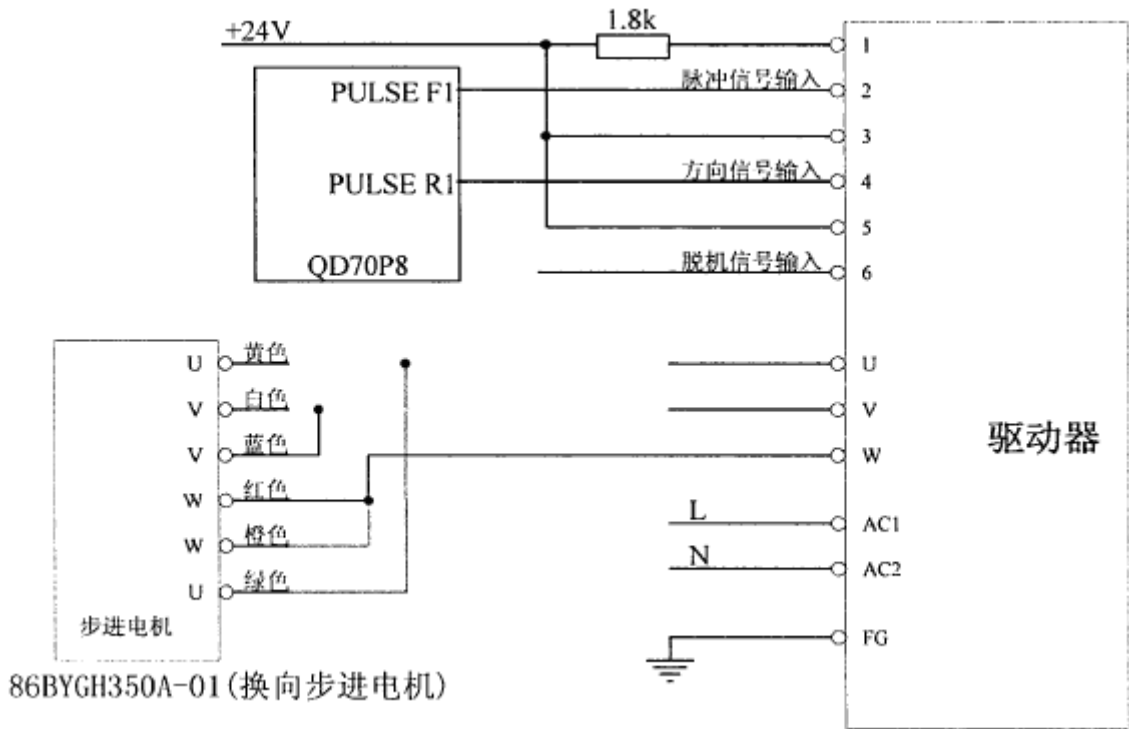 +24V
1.8k
1
PULSE F1
脉冲信号输入
2
3
PULSE R1
方向信号输入
4
5
QD70P8
脱机信号输入
6
U
黄色
U
V
白色
V
V
蓝色
W
驱动器
W
红色
L
AC1
W
橙色
N
AC2
U
绿色
步进电机
FG
86BYGH350A-01(换向步进电机)